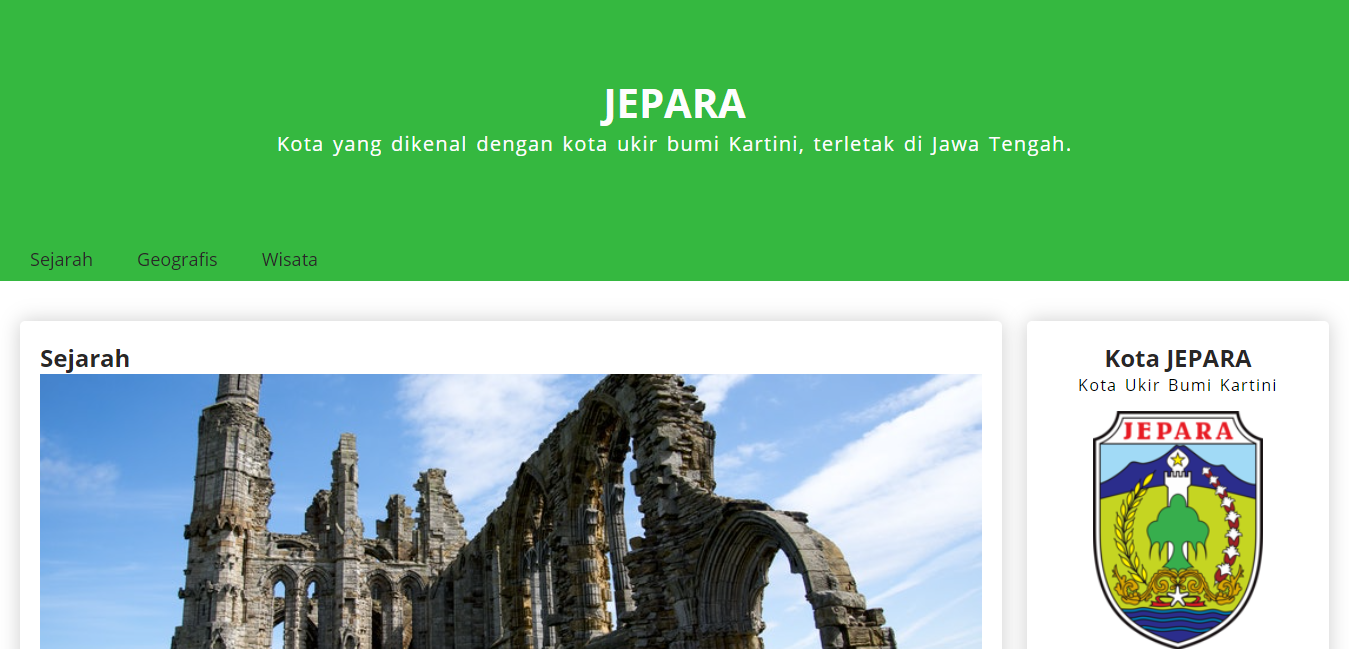 JEPARA
Kota yang dikenal dengan kota ukir bumi Kartini, terletak di Jawa Tengah.
Sejarah Geografis Wisata
Sejarah
Kota JEPARA
Kota Ukir Bumi Kartini
JEPARA